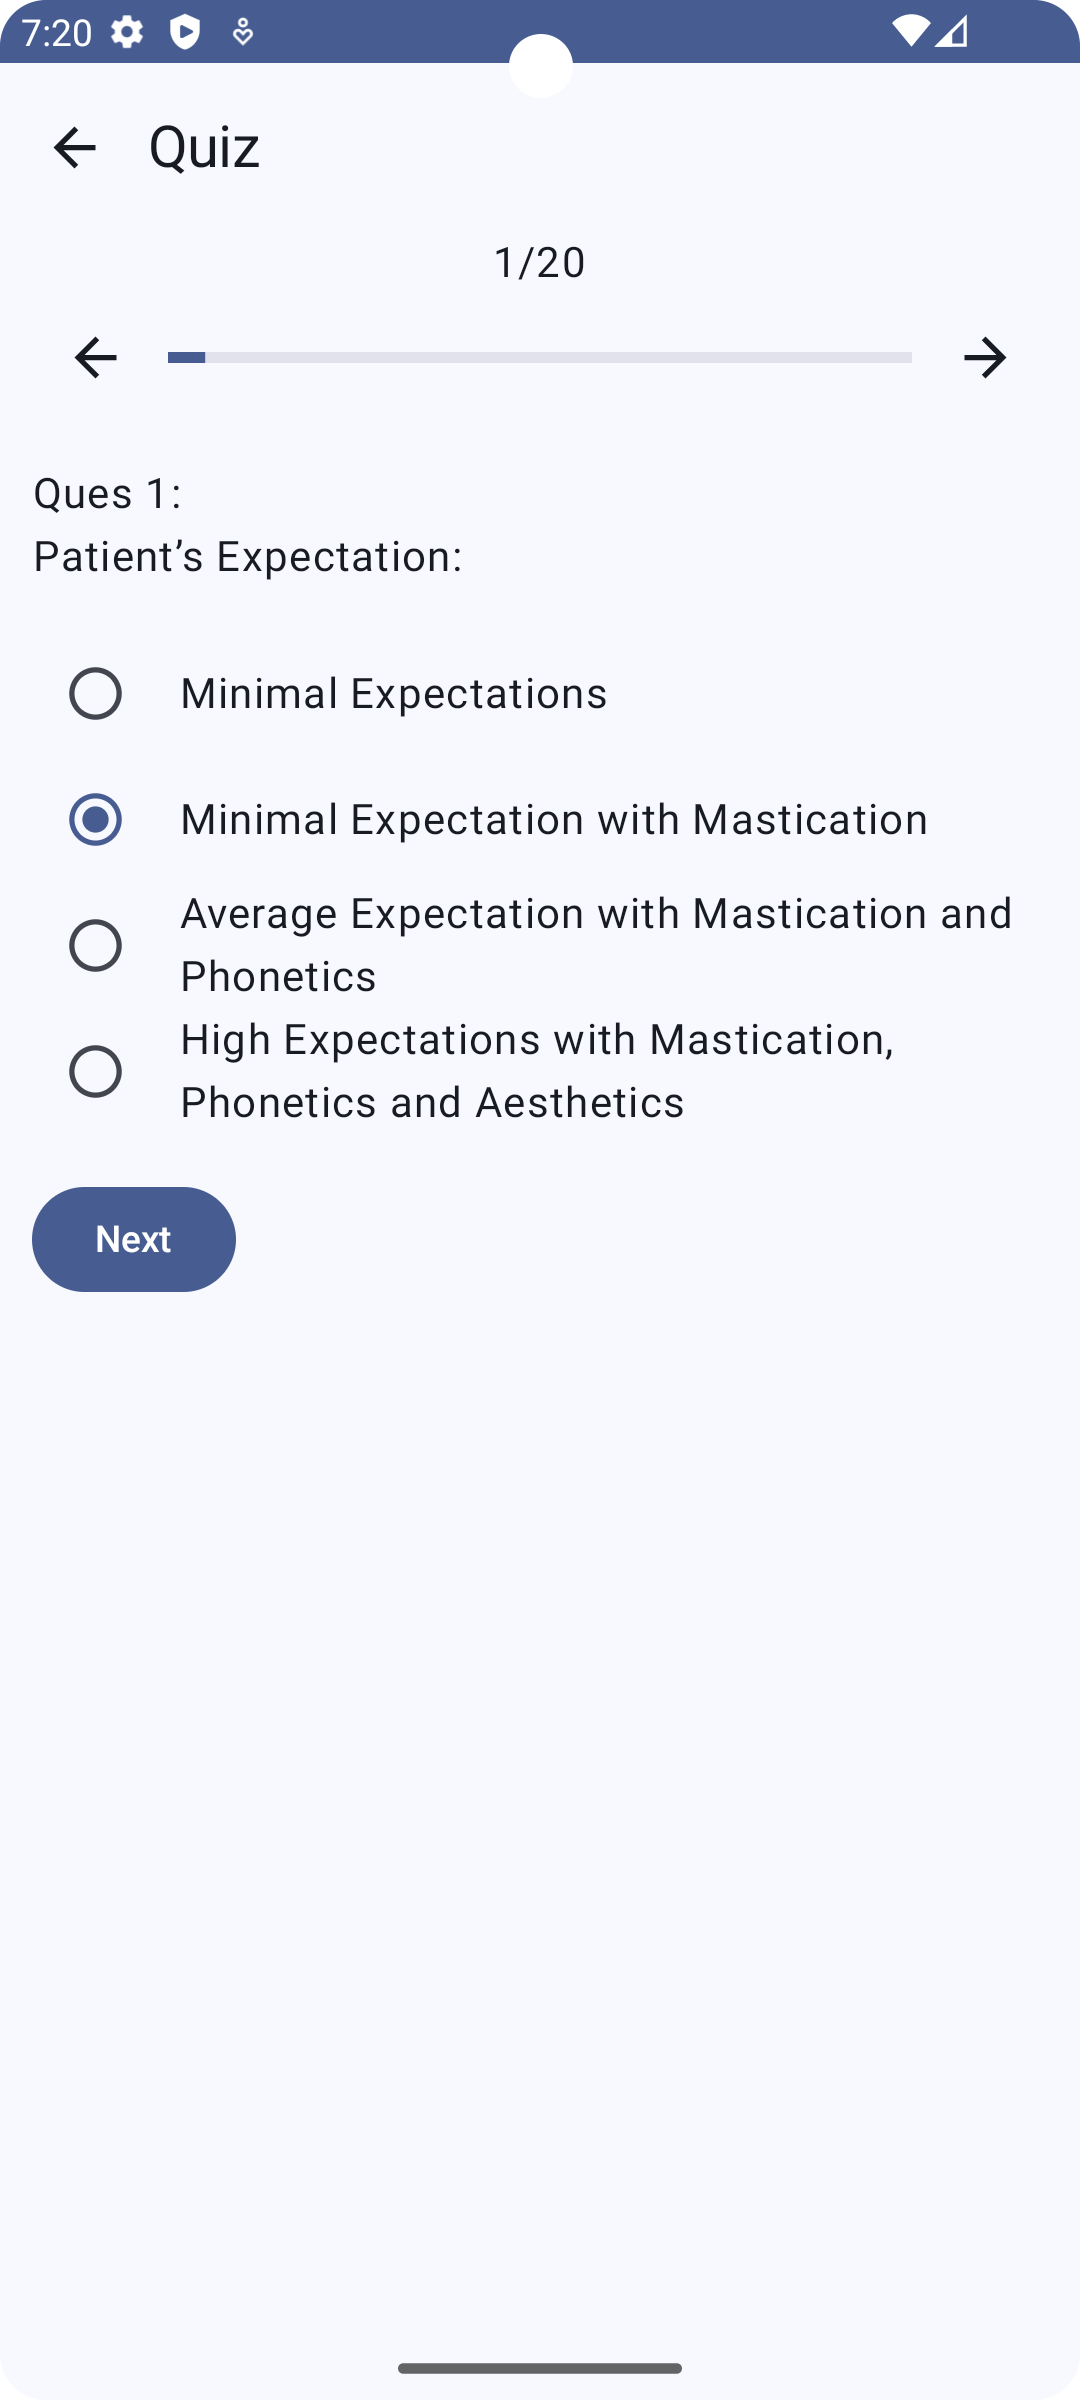 7:20
Quiz
1/20
Ques 1:
Patient’s Expectation:
Minimal Expectations
Minimal Expectation with Mastication
Average Expectation with Mastication and
Phonetics
High Expectations with Mastication,
Phonetics and Aesthetics
Next